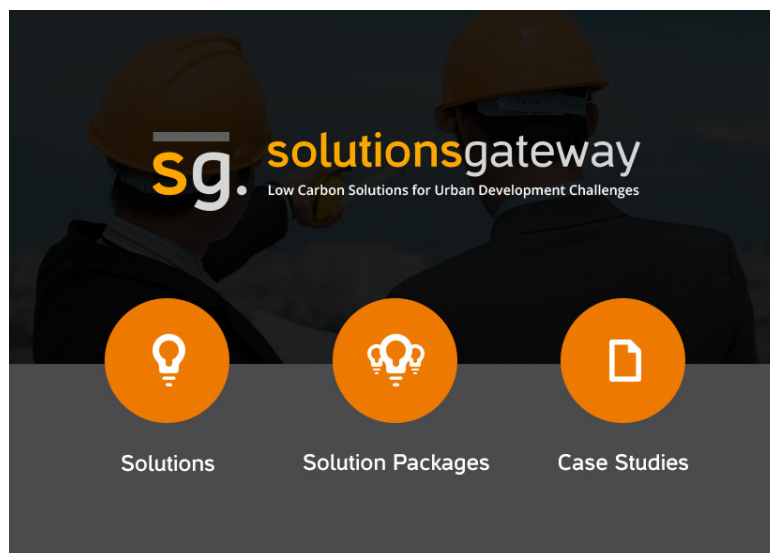 sg.
solutionsgateway
Low Carbon Solutions for Urban Development Challenges
Solutions
Solution Packages
Case Studies